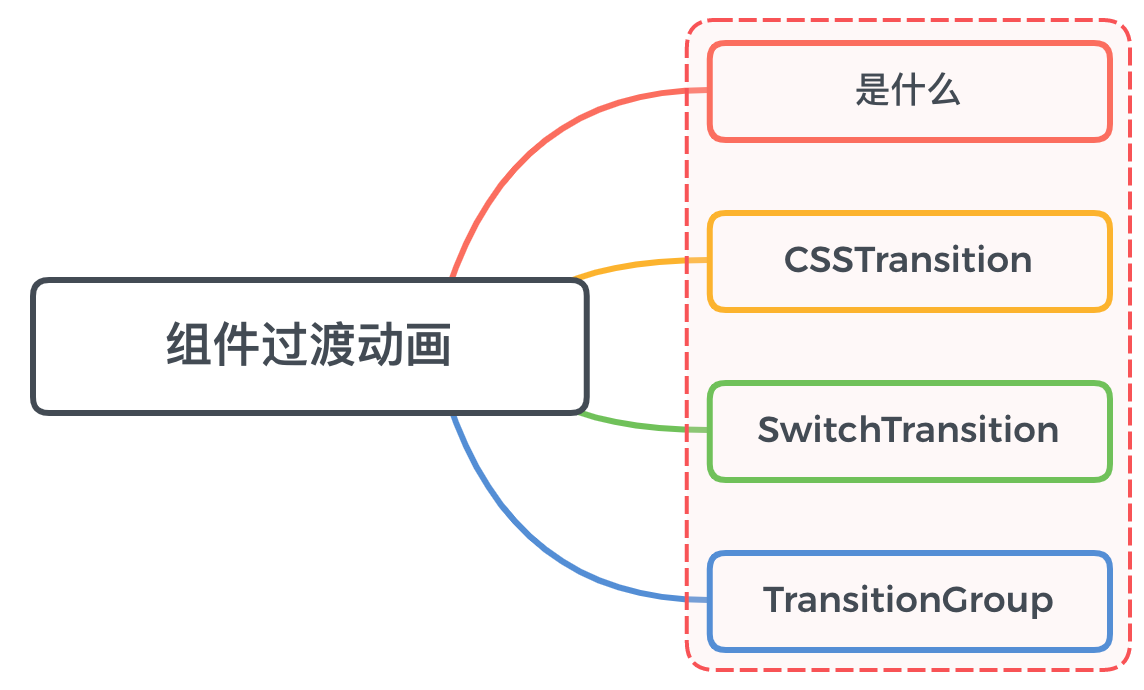 组件过渡动画
是什么
CSSTransition
SwitchTransition
TransitionGroup